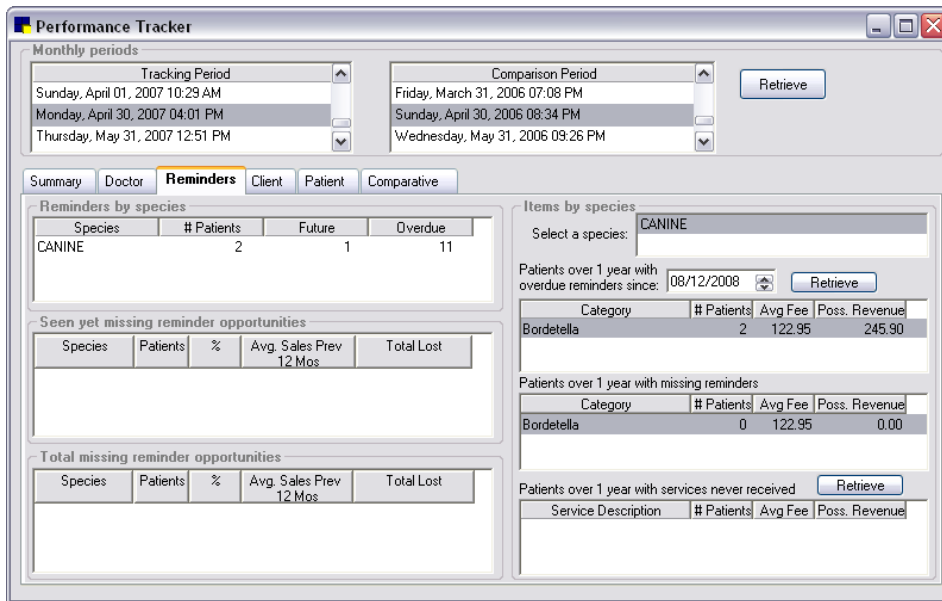 Performance Tracker
Monthly periods
Tracking Period
Sunday, April 01, 2007 10:29 AM
Monday, April 30, 2007 04:01 PM
Thursday, May 31, 2007 12:51 PM
Comparison Period
Friday, March 31, 2006 07:08 PM
Sunday, April 30, 2006 08:34 PM
Wednesday, May 31, 2006 09:26 PM
Retrieve
Summary Doctor Reminders Client Patient Comparative
Reminders by species
Species # Patients Future Overdue
CANINE 2 1 11
Seen yet missing reminder opportunities
Species Patients % Avg. Sales Prev 12 Mos Total Lost
Total missing reminder opportunities
Species Patients % Avg. Sales Prev 12 Mos Total Lost
Items by species
Select a species: CANINE
Patients over 1 year with
overdue reminders since: 08/12/2008 Retrieve
Category # Patients Avg Fee Poss. Revenue
Bordetella 2 122.95 245.90
Patients over 1 year with missing reminders
Category # Patients Avg Fee Poss. Revenue
Bordetella 0 122.95 0.00
Patients over 1 year with services never received Retrieve
Service Description # Patients Avg Fee Poss. Revenue